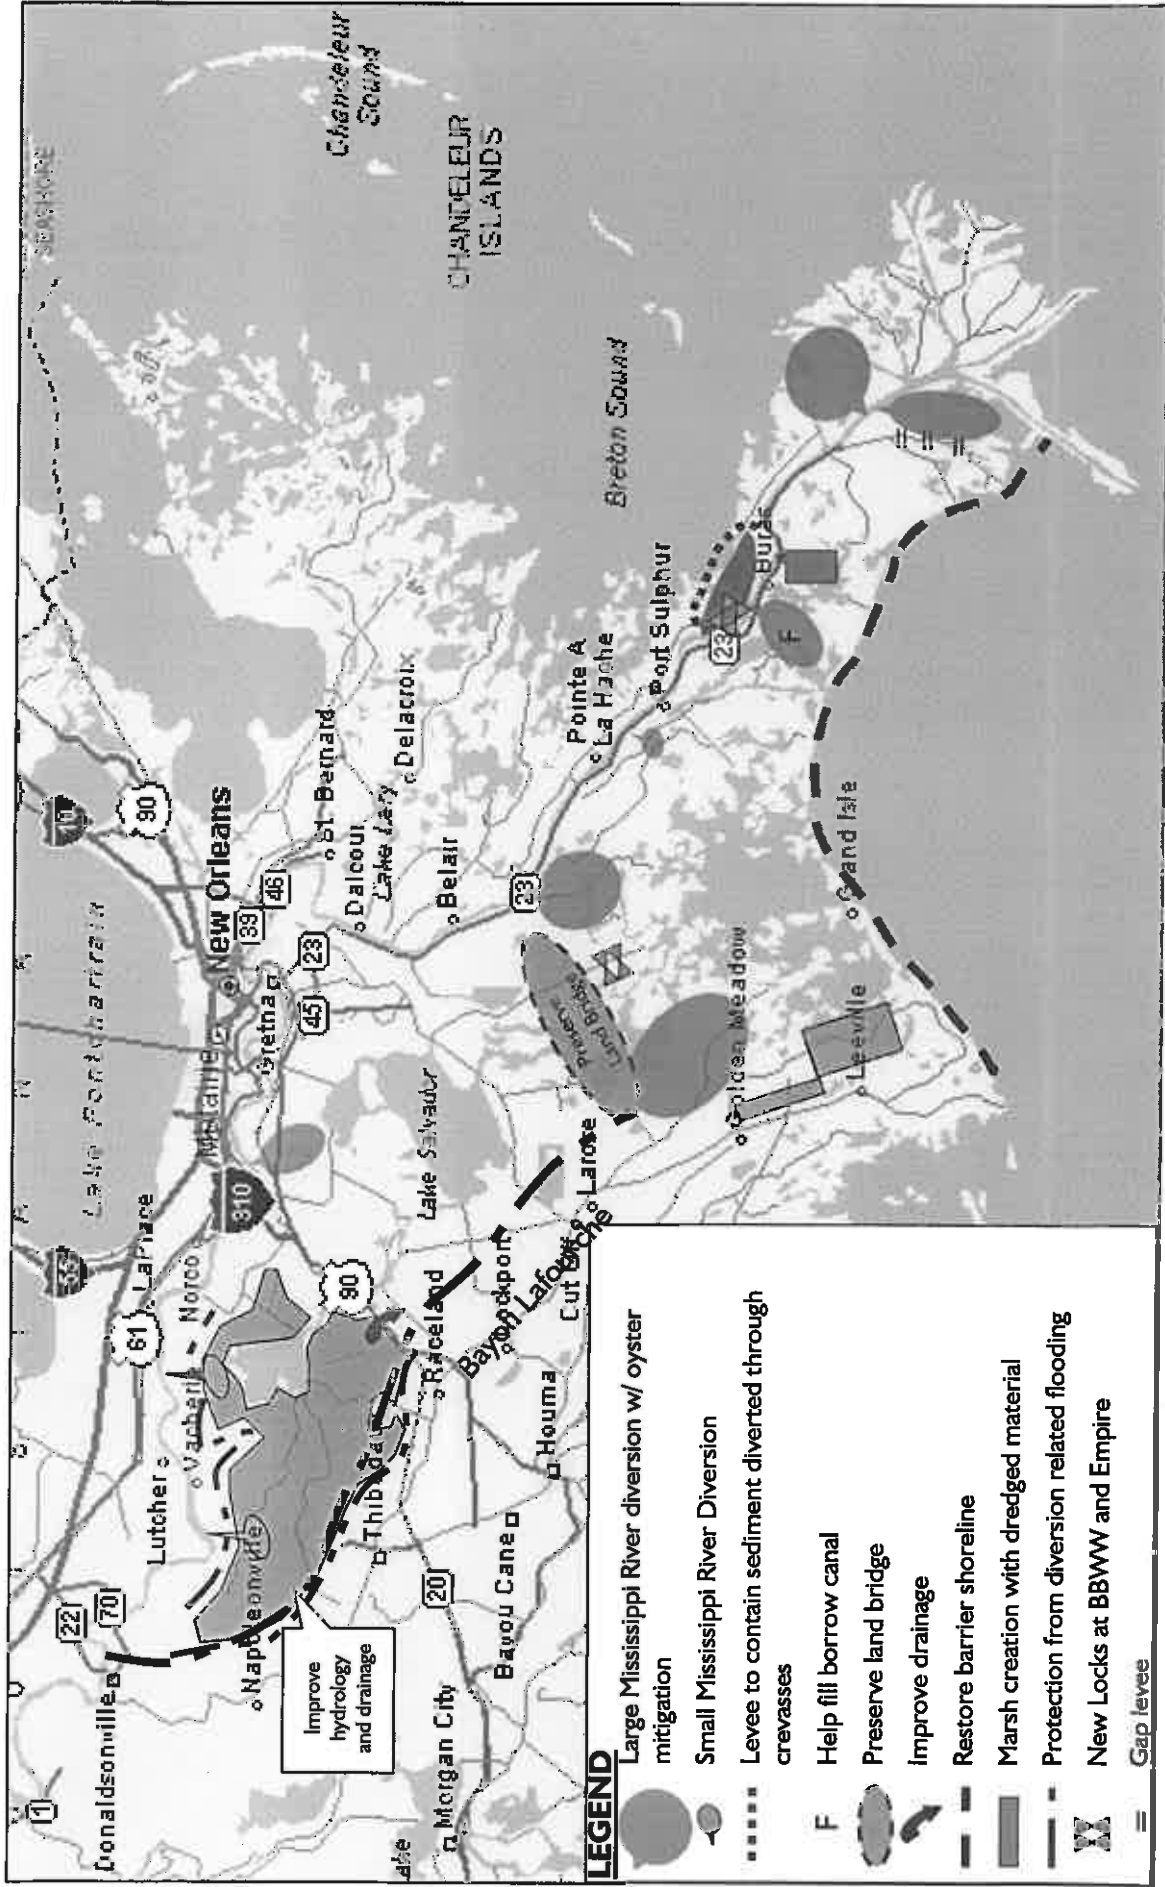 Chandeleur
Sound
CHANDELEUR
ISLANDS
Breton Sound
Lake Pontchartrain
90
New Orleans
39
46
St Bernard
Dalcour
Lake Lery
Delacroix
Belair
23
Pointe A
La Hache
Port Sulphur
23
Buras
F
Metairie
Gretna
45
23
310
LaPlace
Norco
61
Lutcher
Vacherie
22
70
Donaldsonville
1
Napoleonville
Improve
hydrology
and drainage
Thibodaux
90
Raceland
Bayou Lafourche
Lockport
Cut Off
Larose
Lake Salvador
Preserve
Land Bridge
Golden Meadow
Leeville
Grand Isle
20
Houma
Bayou Cane
Morgan City
LEGEND
Large Mississippi River diversion w/ oyster
mitigation
Small Mississippi River Diversion
Levee to contain sediment diverted through
crevasses
F Help fill borrow canal
Preserve land bridge
Improve drainage
Restore barrier shoreline
Marsh creation with dredged material
Protection from diversion related flooding
New Locks at BBWW and Empire
Gap levee